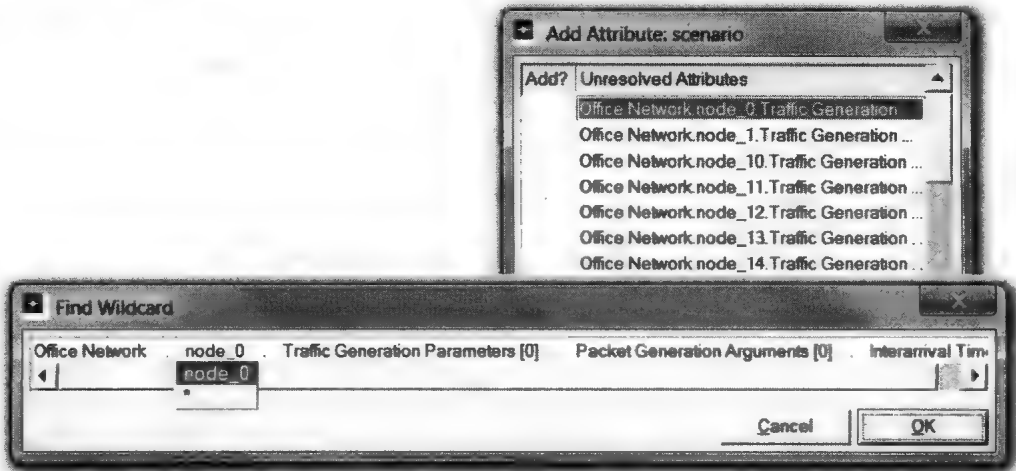 Add Attribute: scenario
Add? Unresolved Attributes
Office Network.node_0.Traffic Generation
Office Network.node_1.Traffic Generation ...
Office Network.node_10.Traffic Generation ...
Office Network.node_11.Traffic Generation ...
Office Network.node_12.Traffic Generation ...
Office Network.node_13.Traffic Generation ...
Office Network.node_14.Traffic Generation ...
Find Wildcard
Office Network . node_0 . Traffic Generation Parameters [0] Packet Generation Arguments [0] . Interarrival Tim
node_0
*
Cancel OK